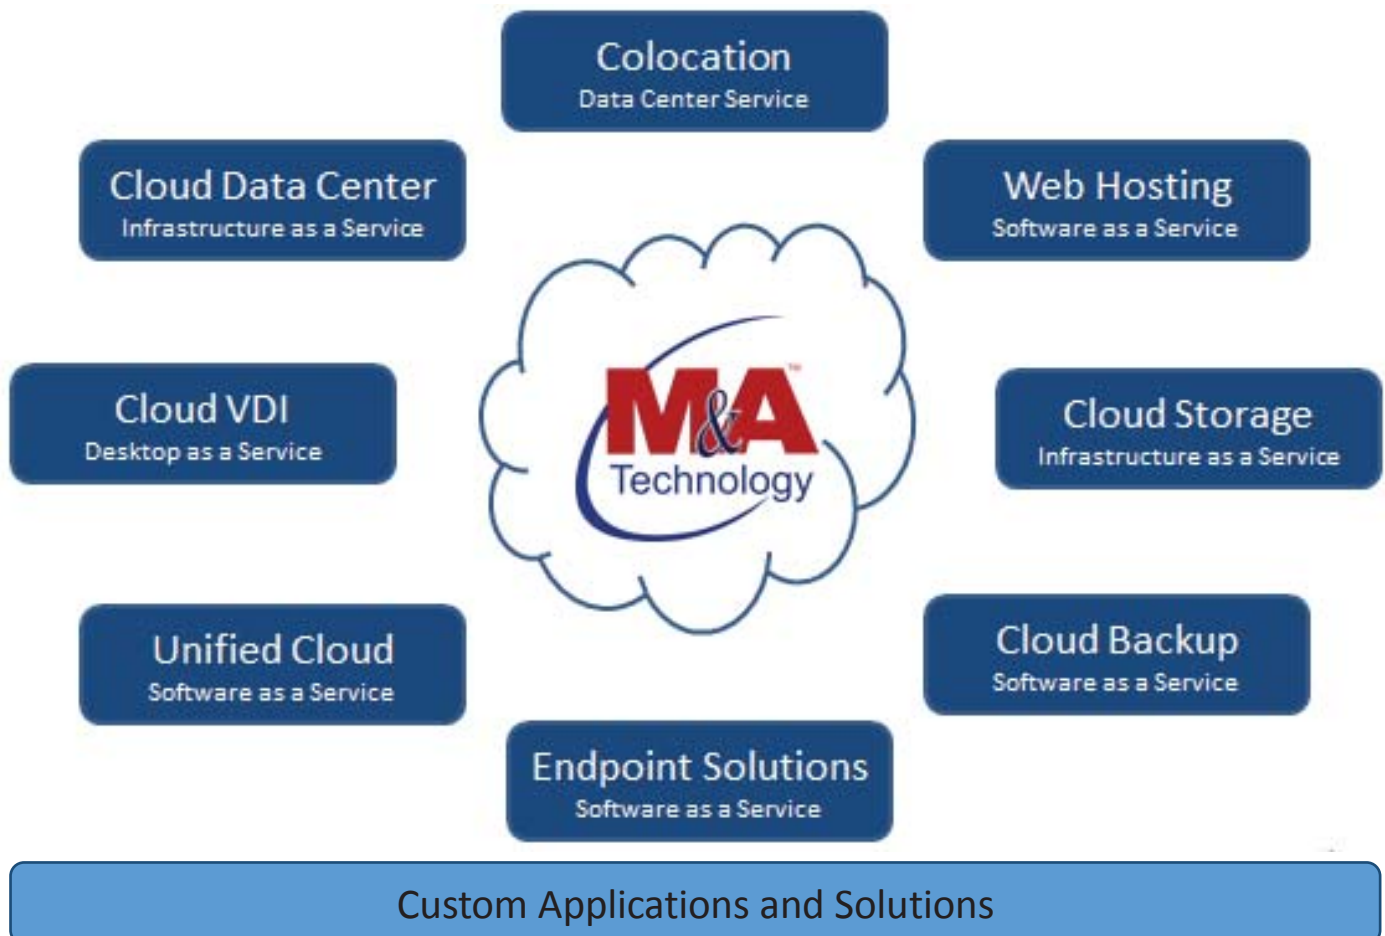 Colocation
Data Center Service
Cloud Data Center
Infrastructure as a Service
Web Hosting
Software as a Service
M&A™
Technology
Cloud VDI
Desktop as a Service
Cloud Storage
Infrastructure as a Service
Unified Cloud
Software as a Service
Cloud Backup
Software as a Service
Endpoint Solutions
Software as a Service
Custom Applications and Solutions